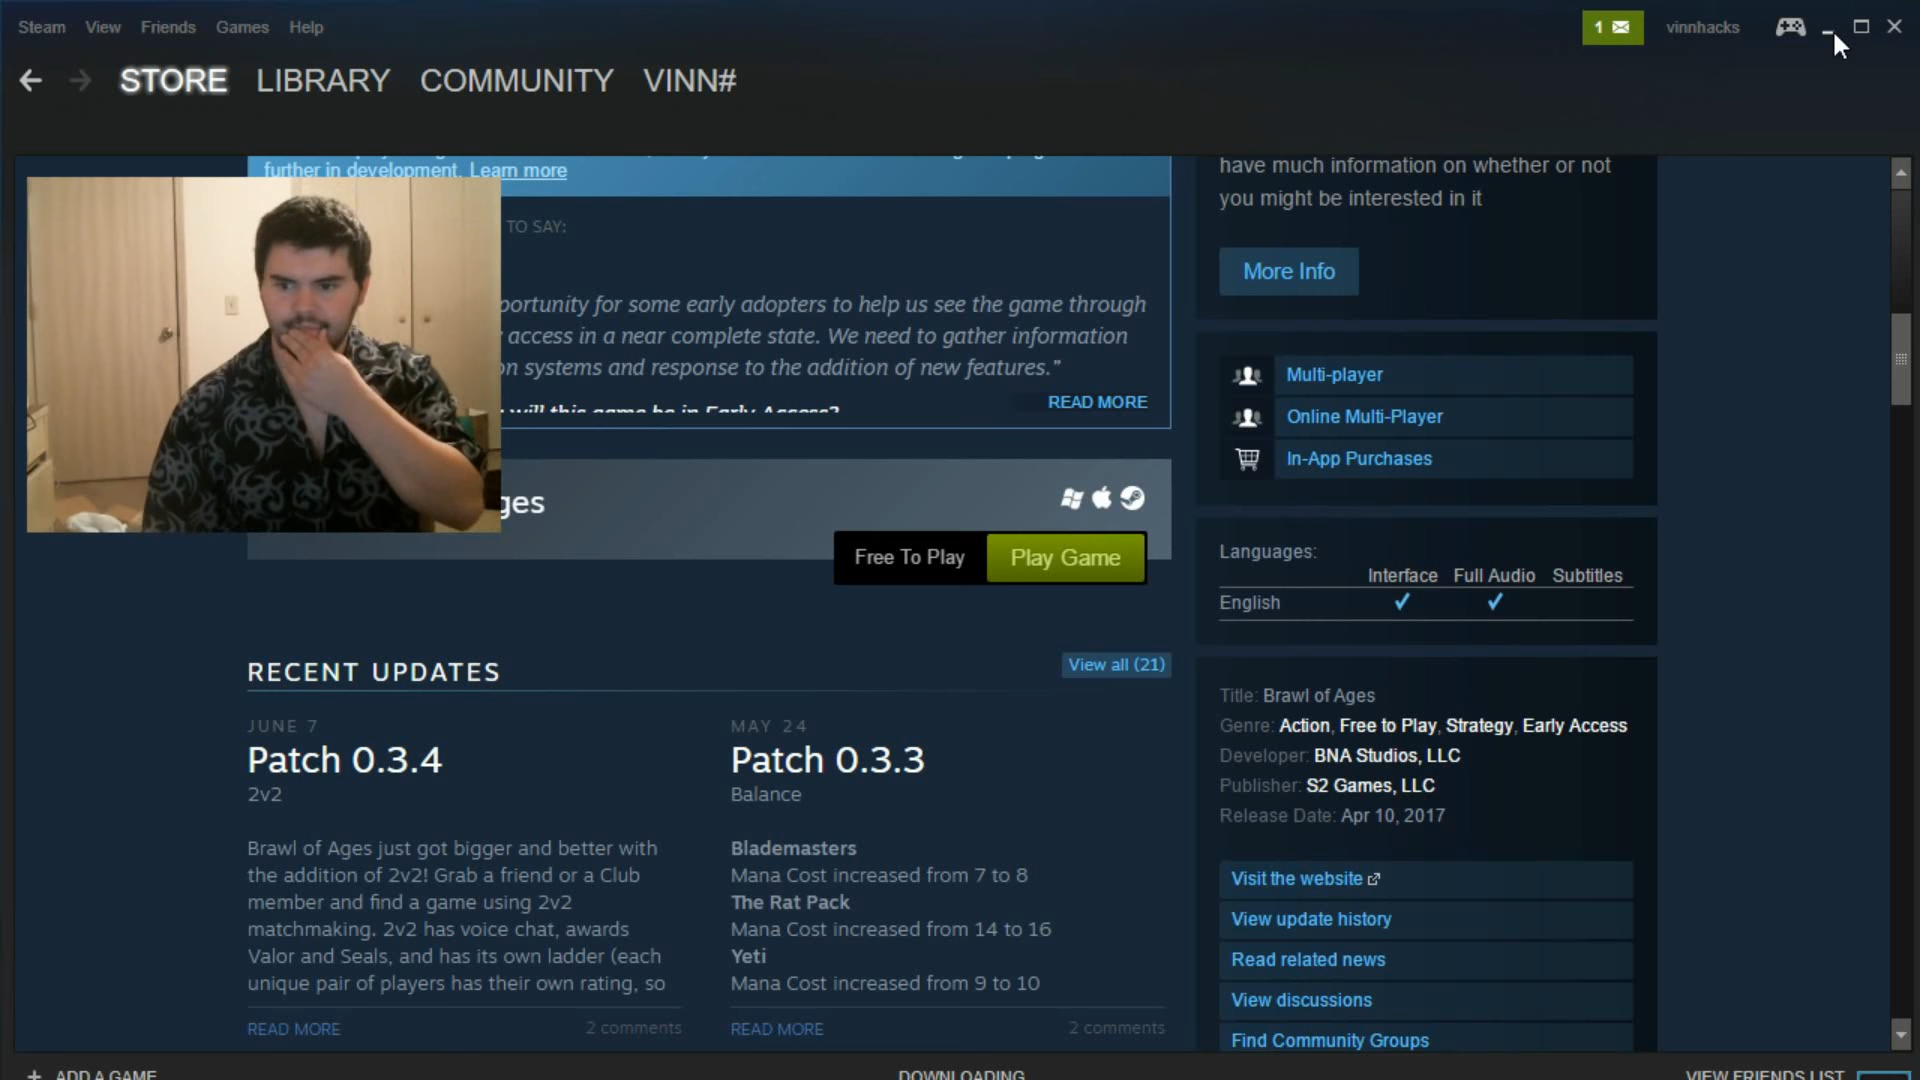 Steam View Friends Games Help
1
vinnhacks
STORE LIBRARY COMMUNITY VINN#
further in development. Learn more
TO SAY:
portunity for some early adopters to help us see the game through
access in a near complete state. We need to gather information
on systems and response to the addition of new features.”
will this game be in Early Access?
READ MORE
ges
Free To Play
Play Game
RECENT UPDATES
View all (21)
JUNE 7
Patch 0.3.4
2v2
Brawl of Ages just got bigger and better with
the addition of 2v2! Grab a friend or a Club
member and find a game using 2v2
matchmaking. 2v2 has voice chat, awards
Valor and Seals, and has its own ladder (each
unique pair of players has their own rating, so
READ MORE
2 comments
MAY 24
Patch 0.3.3
Balance
Blademasters
Mana Cost increased from 7 to 8
The Rat Pack
Mana Cost increased from 14 to 16
Yeti
Mana Cost increased from 9 to 10
READ MORE
2 comments
have much information on whether or not
you might be interested in it
More Info
Multi-player
Online Multi-Player
In-App Purchases
Languages:
Interface Full Audio Subtitles
English ✓ ✓
Title: Brawl of Ages
Genre: Action, Free to Play, Strategy, Early Access
Developer: BNA Studios, LLC
Publisher: S2 Games, LLC
Release Date: Apr 10, 2017
Visit the website
View update history
Read related news
View discussions
Find Community Groups
+ ADD A GAME
DOWNLOADING
VIEW FRIENDS LIST